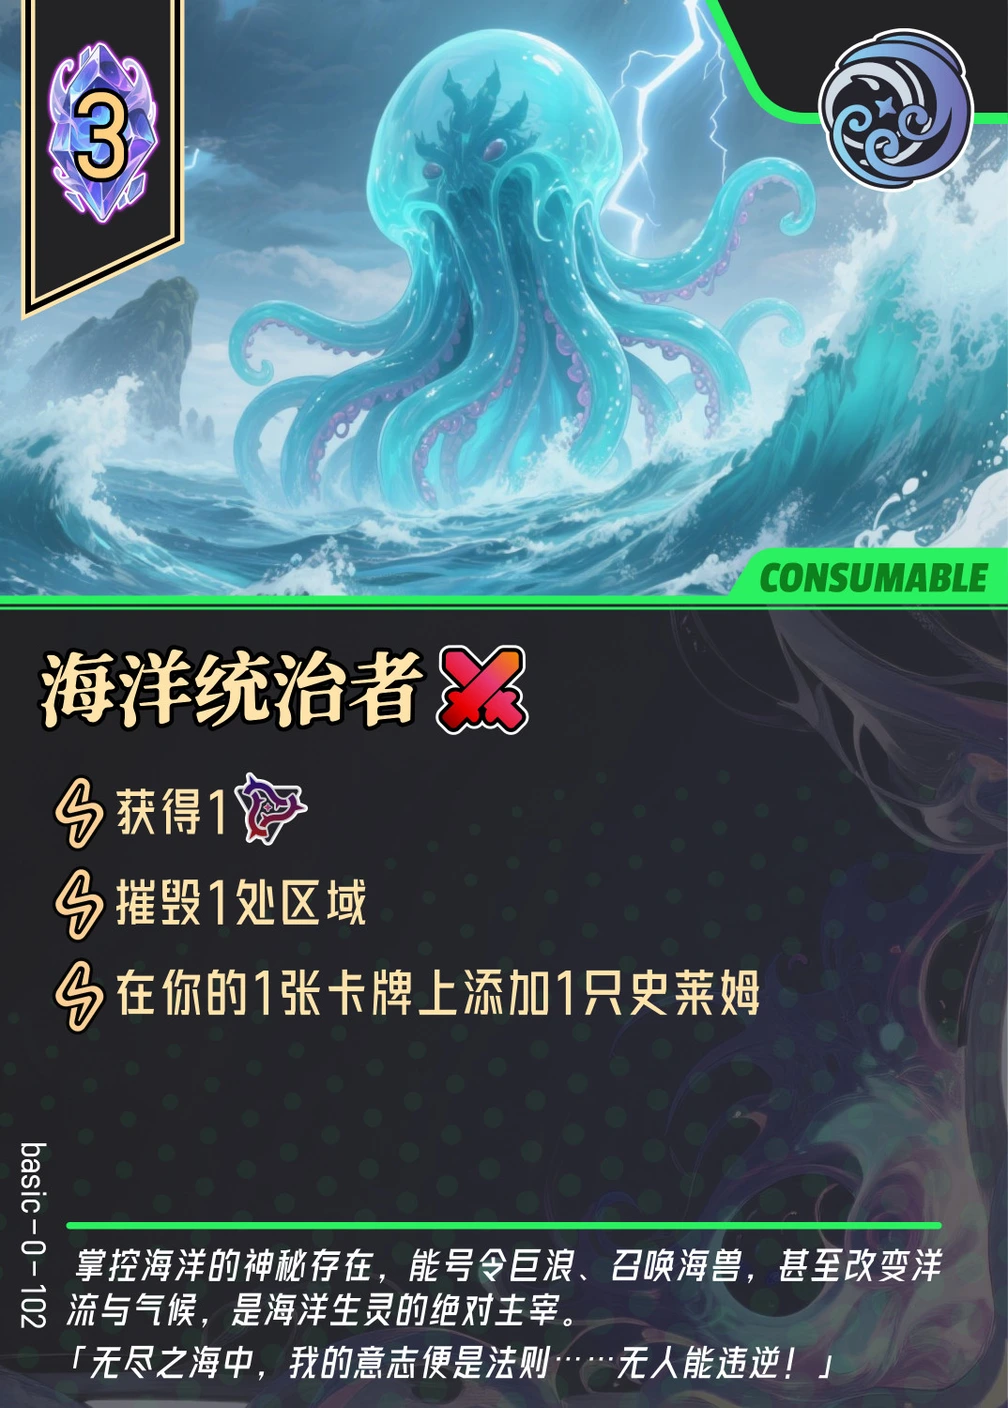 3
CONSUMABLE
海洋统治者
获得1
摧毁1处区域
在你的1张卡牌上添加1只史莱姆
basic-0-102
掌控海洋的神秘存在，能号令巨浪、召唤海兽，甚至改变洋
流与气候，是海洋生灵的绝对主宰。
「无尽之海中，我的意志便是法则……无人能违逆！」